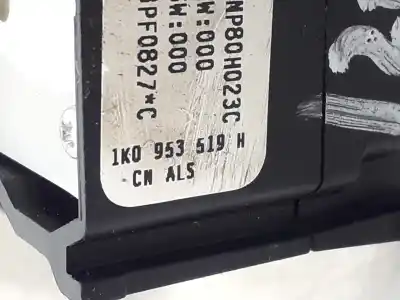 NP80H023C
W:000
W:000
PF0827*C
1K0 953 519 H
CN ALS